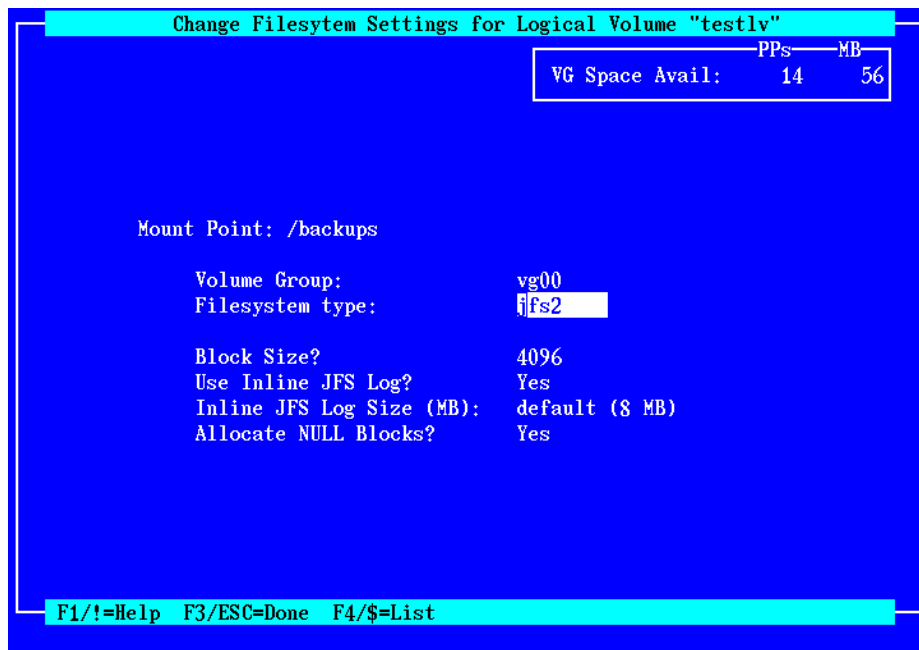 Change Filesytem Settings for Logical Volume "testlv"
PPs MB
VG Space Avail: 14 56
Mount Point: /backups
Volume Group: vg00
Filesystem type: jfs2
Block Size? 4096
Use Inline JFS Log? Yes
Inline JFS Log Size (MB): default (8 MB)
Allocate NULL Blocks? Yes
F1/!=Help F3/ESC=Done F4/$=List